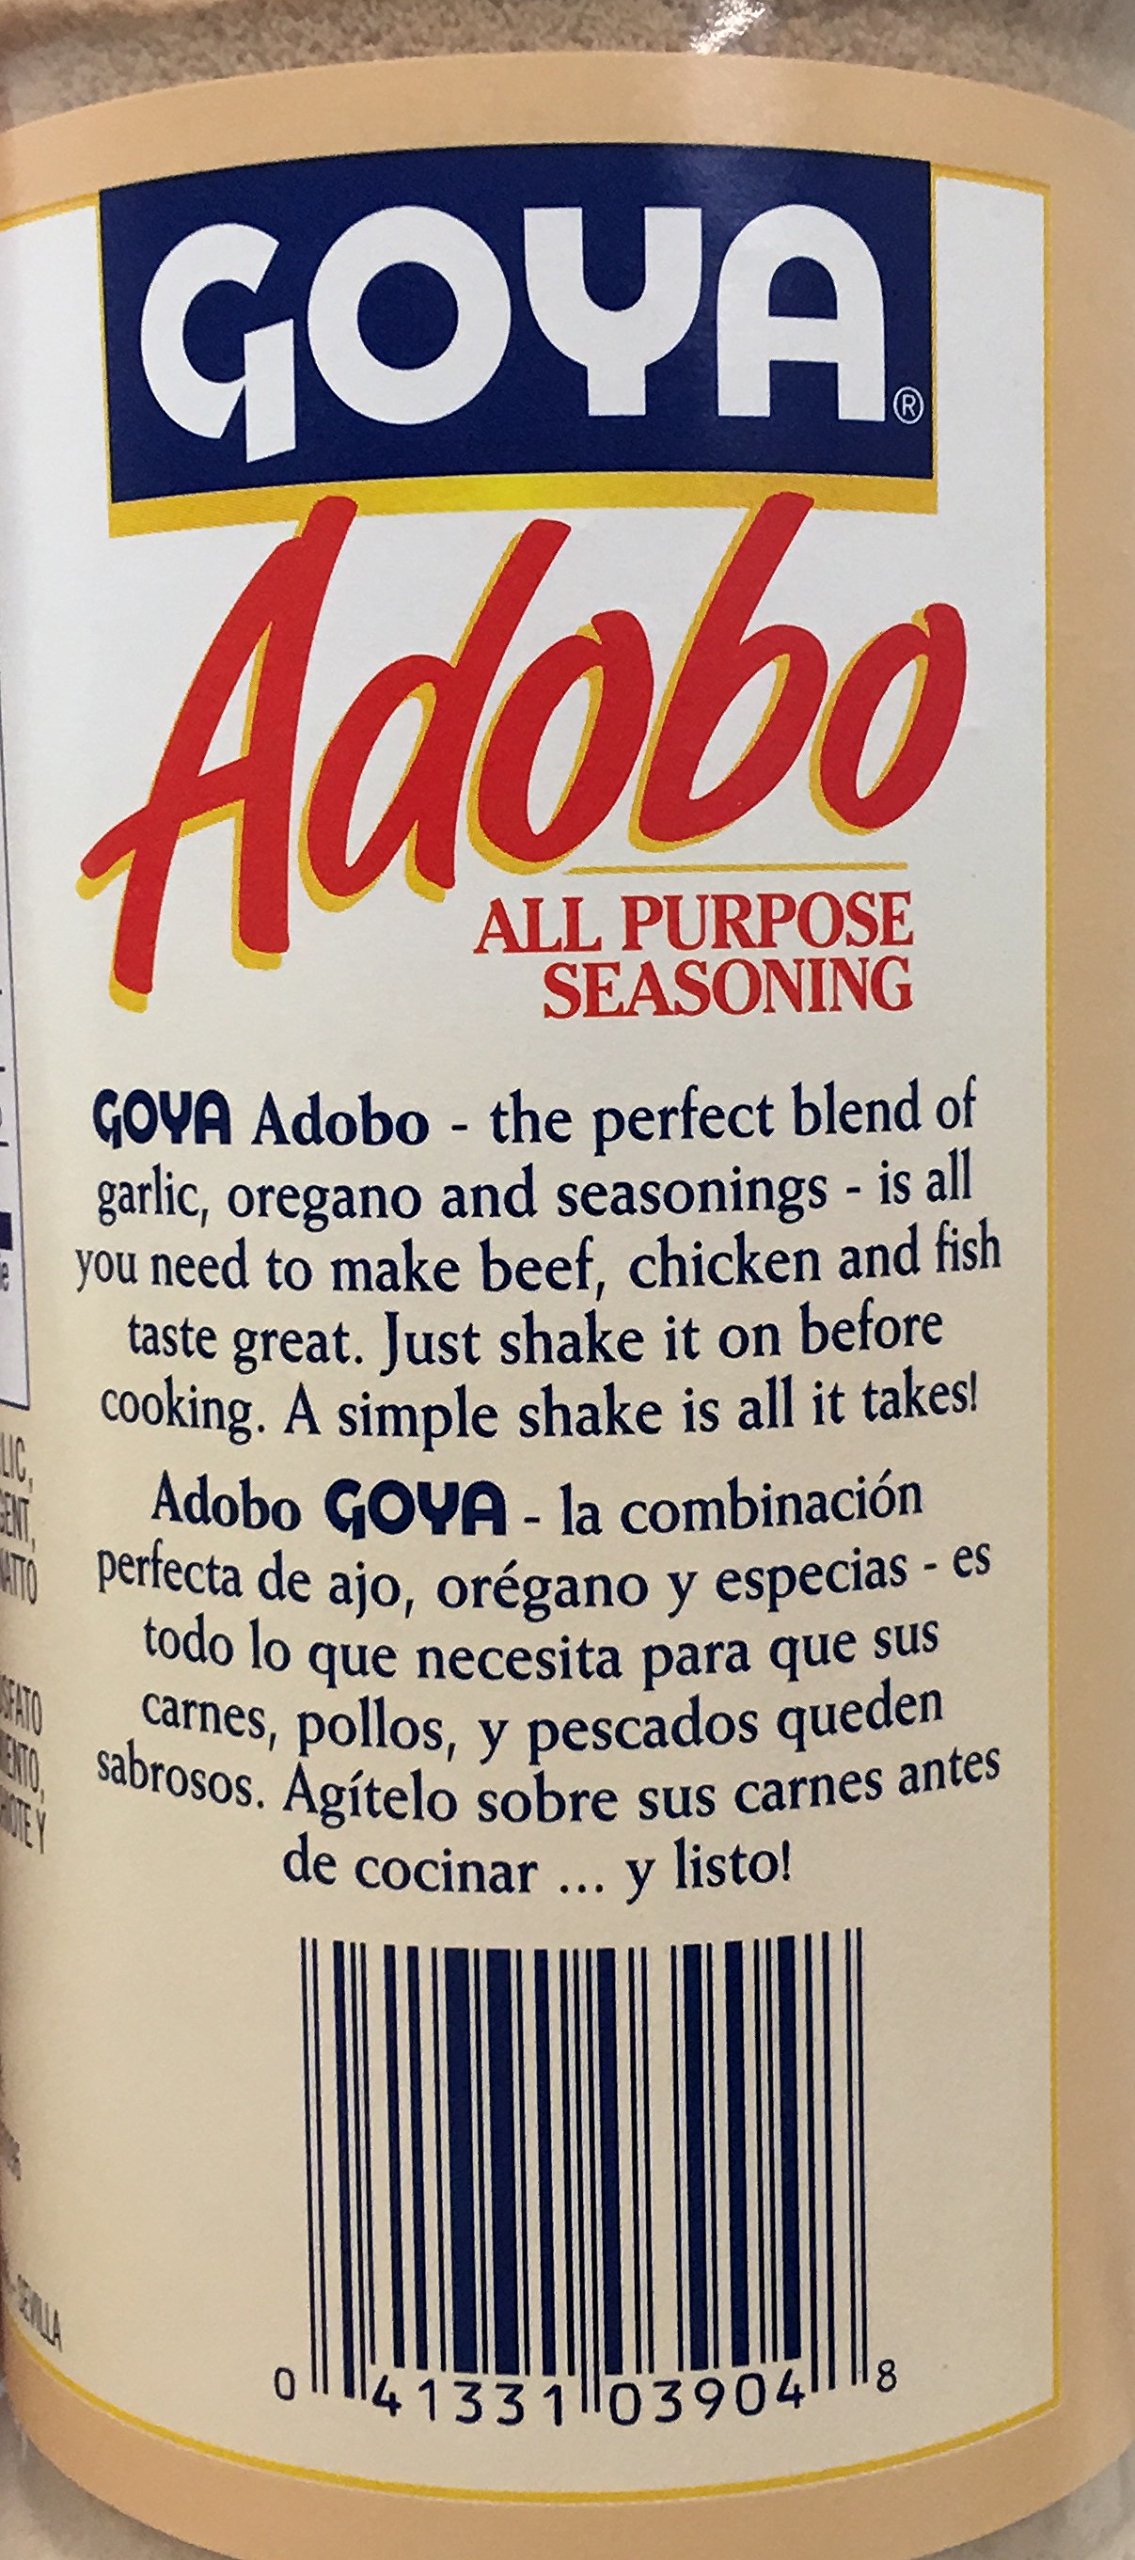 GOYA®
Adobo
ALL PURPOSE
SEASONING
GOYA Adobo - the perfect blend of
garlic, oregano and seasonings - is all
you need to make beef, chicken and fish
taste great. Just shake it on before
cooking. A simple shake is all it takes!
Adobo GOYA - la combinación
perfecta de ajo, orégano y especias - es
todo lo que necesita para que sus
carnes, pollos, y pescados queden
sabrosos. Agítelo sobre sus carnes antes
de cocinar ... y listo!
0 41331 03904 8
SEVILLA